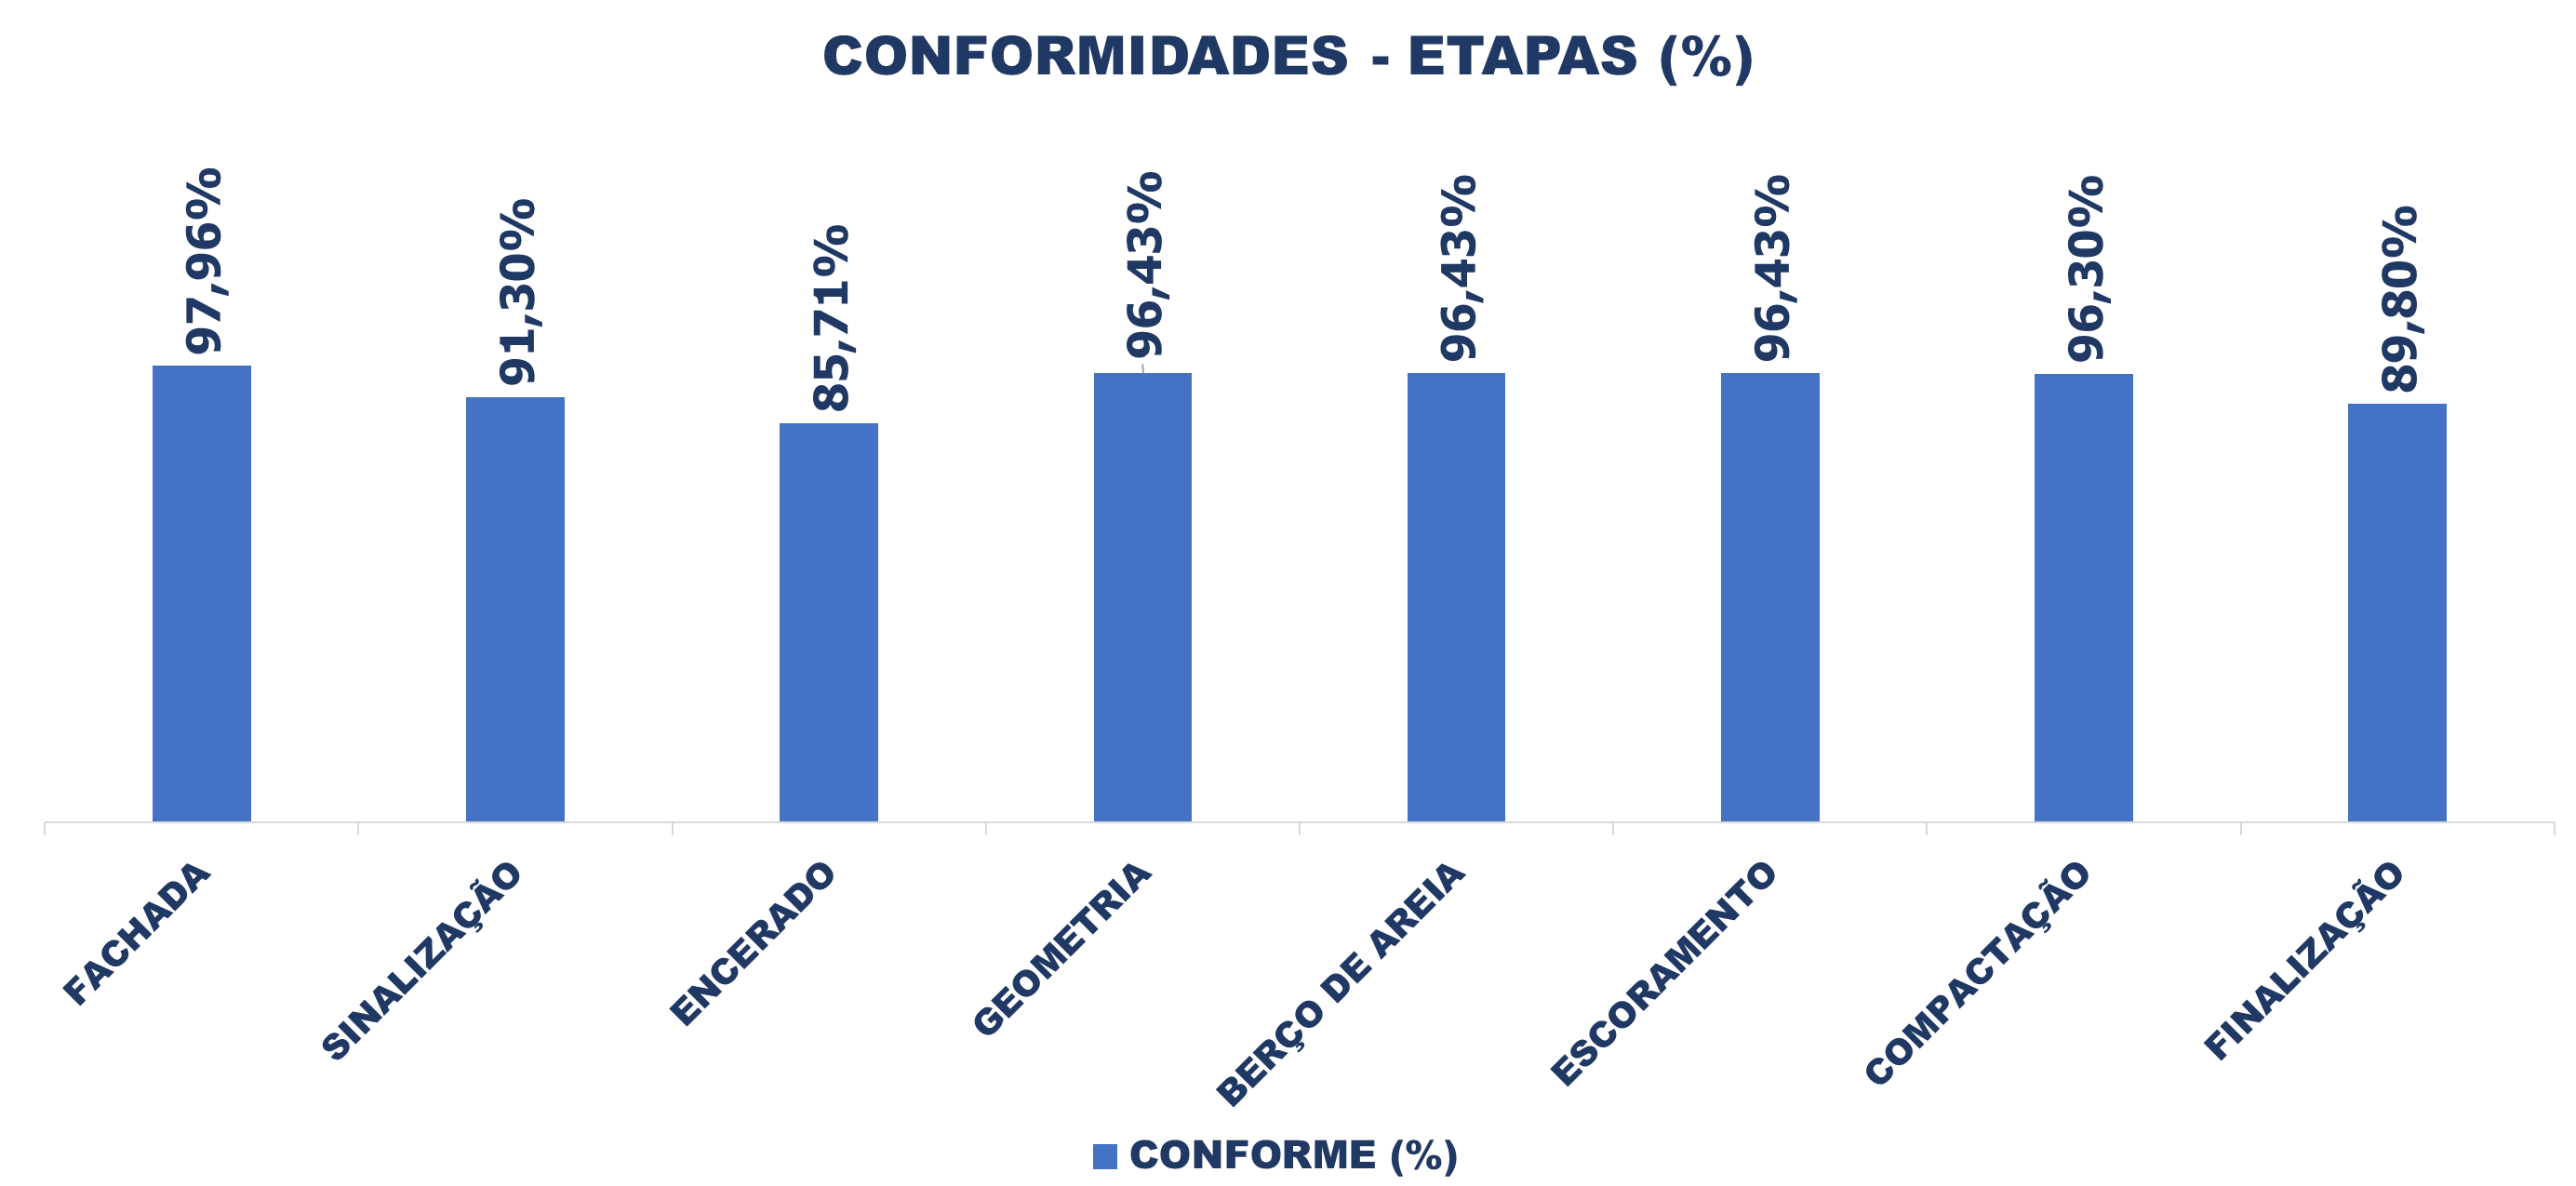 CONFORMIDADES - ETAPAS (%)
97,96%
91,30%
85,71%
96,43%
96,43%
96,43%
96,30%
89,80%
FACHADA
SINALIZAÇÃO
ENCERADO
GEOMETRIA
BERÇO DE AREIA
ESCORAMENTO
COMPACTAÇÃO
FINALIZAÇÃO
CONFORME (%)